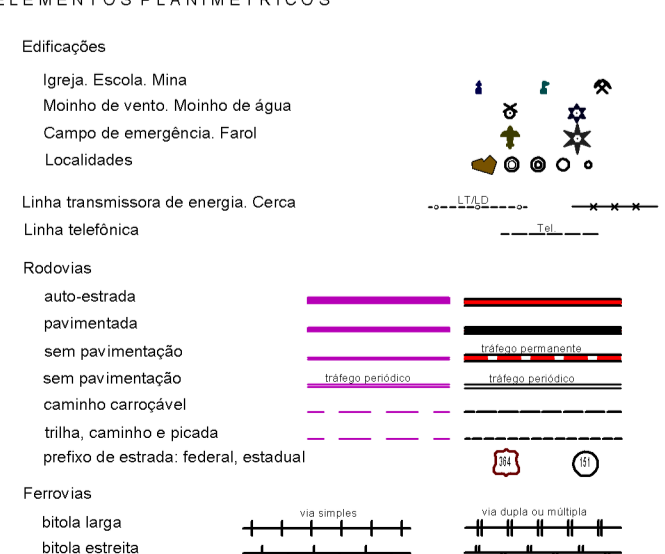 ELEMENTOS PLANIMÉTRICOS
Edificações
Igreja. Escola. Mina
Moinho de vento. Moinho de água
Campo de emergência. Farol
Localidades
Linha transmissora de energia. Cerca
LT/LD
Linha telefônica
Tel.
Rodovias
auto-estrada
pavimentada
sem pavimentação
tráfego permanente
sem pavimentação
tráfego periódico
tráfego periódico
caminho carroçável
trilha, caminho e picada
prefixo de estrada: federal, estadual
364
151
Ferrovias
via simples
via dupla ou múltipla
bitola larga
bitola estreita